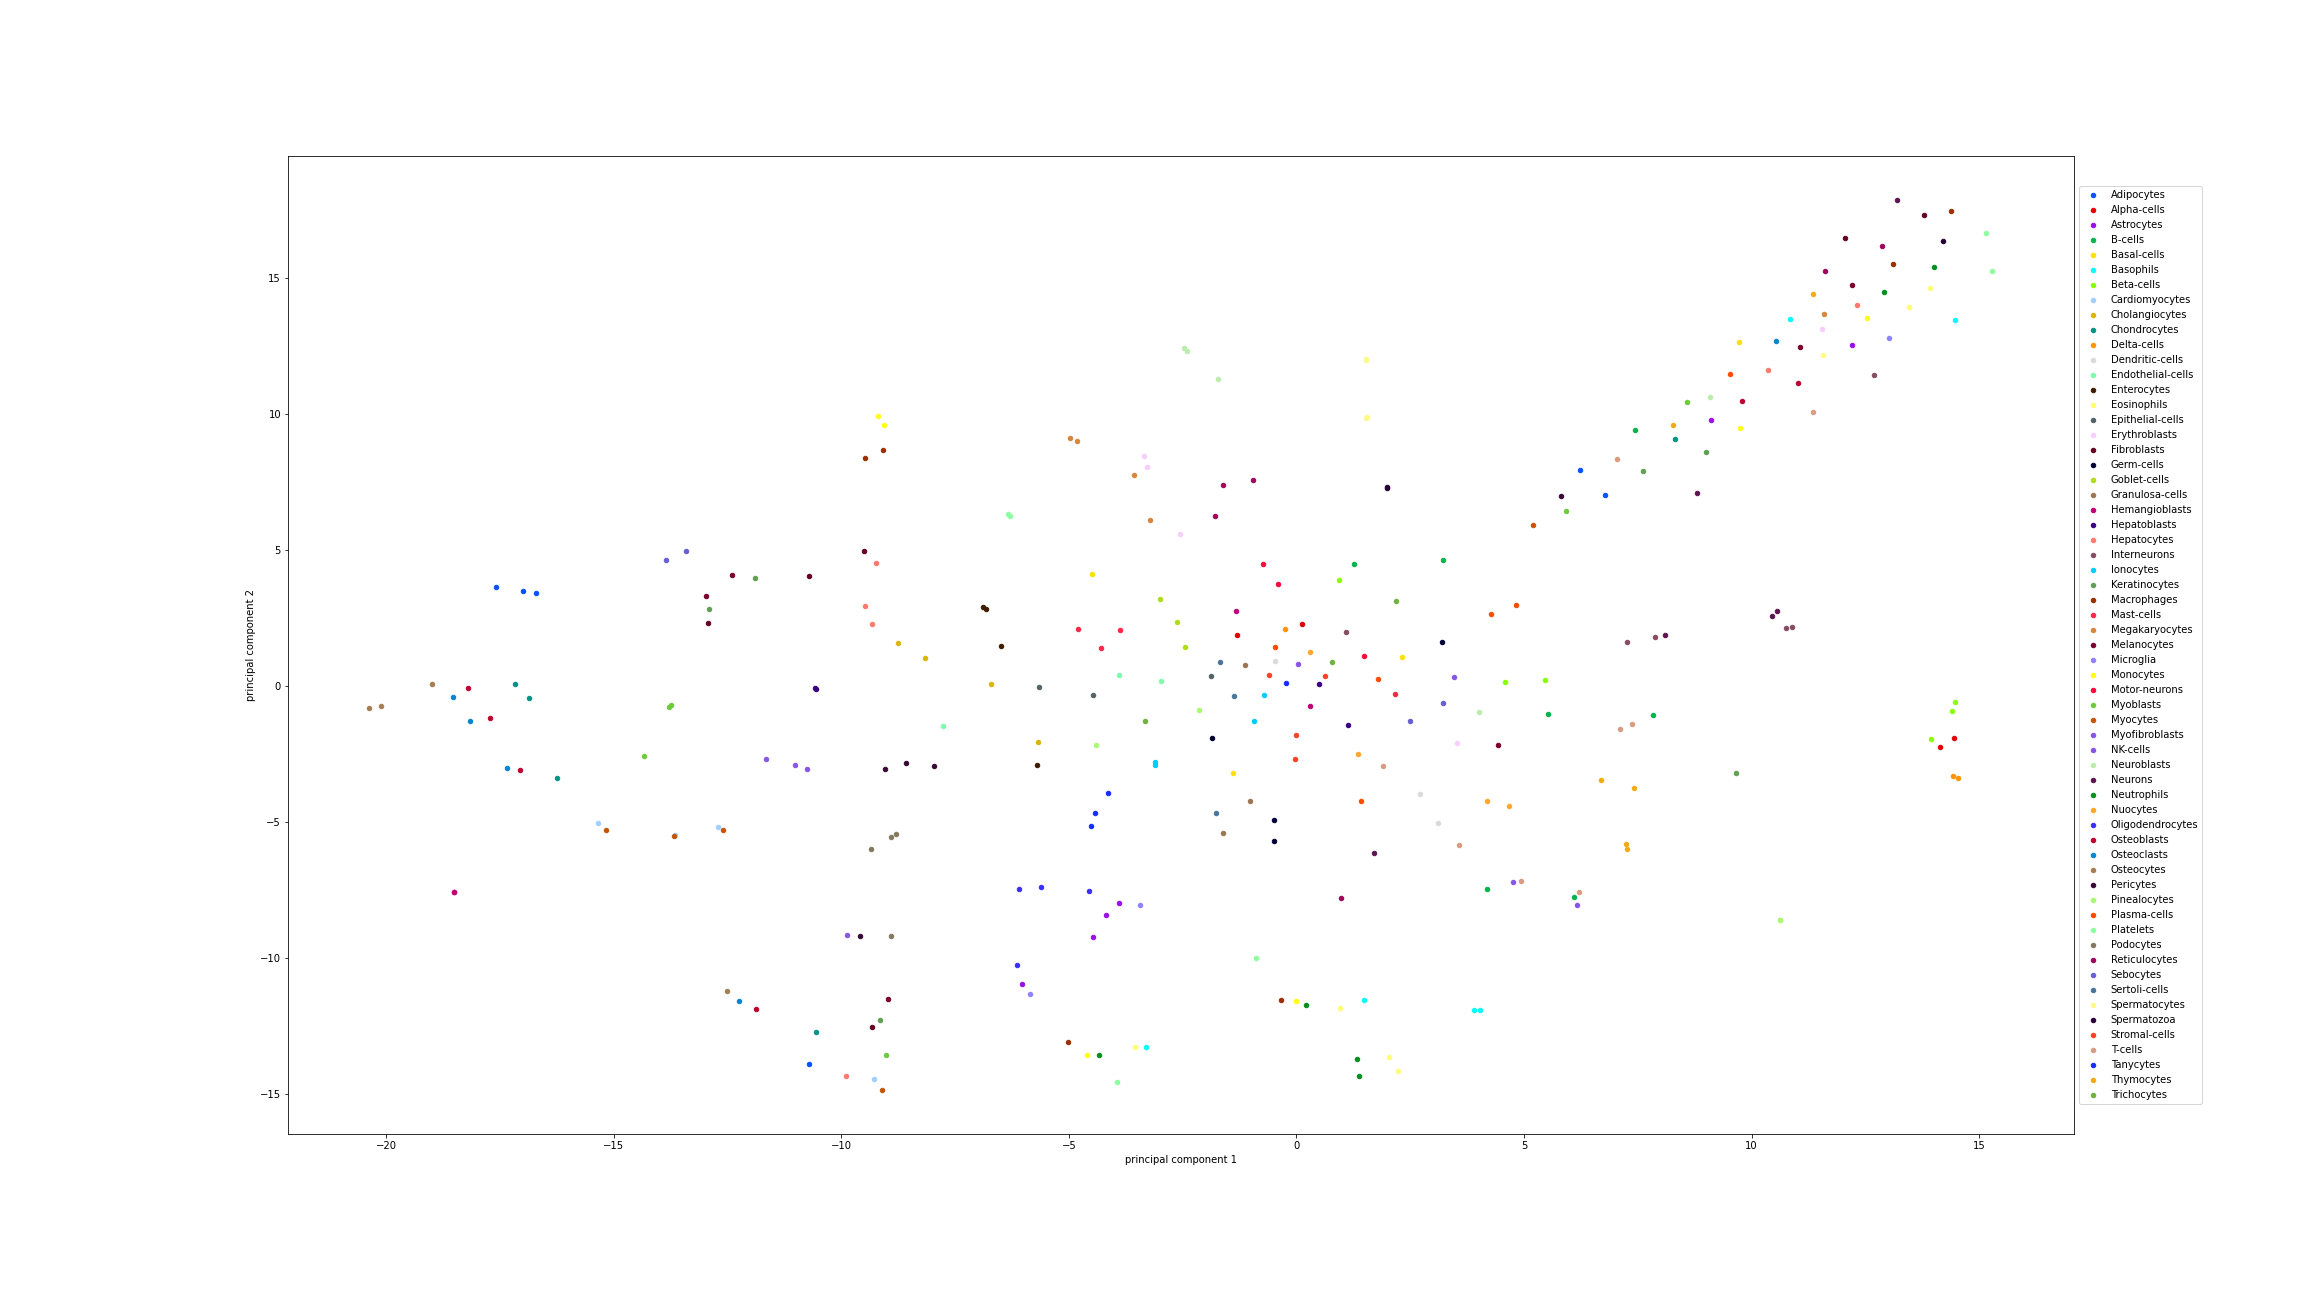 15
10
5
0
−5
−10
−15
principal component 2
−20 −15 −10 −5 0 5 10 15
principal component 1
Adipocytes
Alpha-cells
Astrocytes
B-cells
Basal-cells
Basophils
Beta-cells
Cardiomyocytes
Cholangiocytes
Chondrocytes
Delta-cells
Dendritic-cells
Endothelial-cells
Enterocytes
Eosinophils
Epithelial-cells
Erythroblasts
Fibroblasts
Germ-cells
Goblet-cells
Granulosa-cells
Hemangioblasts
Hepatoblasts
Hepatocytes
Interneurons
Ionocytes
Keratinocytes
Macrophages
Mast-cells
Megakaryocytes
Melanocytes
Microglia
Monocytes
Motor-neurons
Myoblasts
Myocytes
Myofibroblasts
NK-cells
Neuroblasts
Neurons
Neutrophils
Nuocytes
Oligodendrocytes
Osteoblasts
Osteoclasts
Osteocytes
Pericytes
Pinealocytes
Plasma-cells
Platelets
Podocytes
Reticulocytes
Sebocytes
Sertoli-cells
Spermatocytes
Spermatozoa
Stromal-cells
T-cells
Tanycytes
Thymocytes
Trichocytes